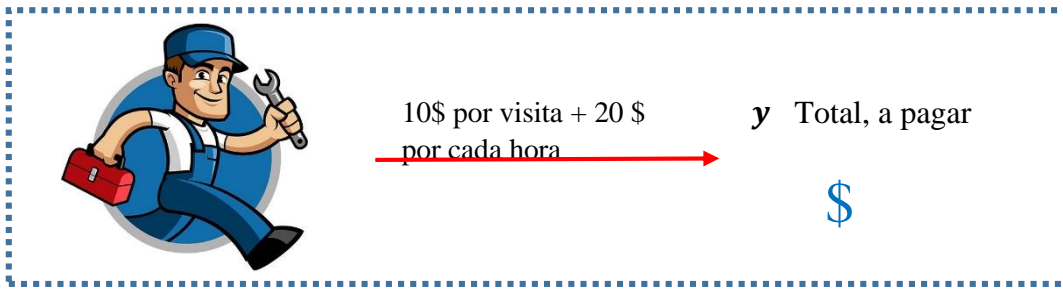 10$ por visita + 20 $
por cada hora
y Total, a pagar
$